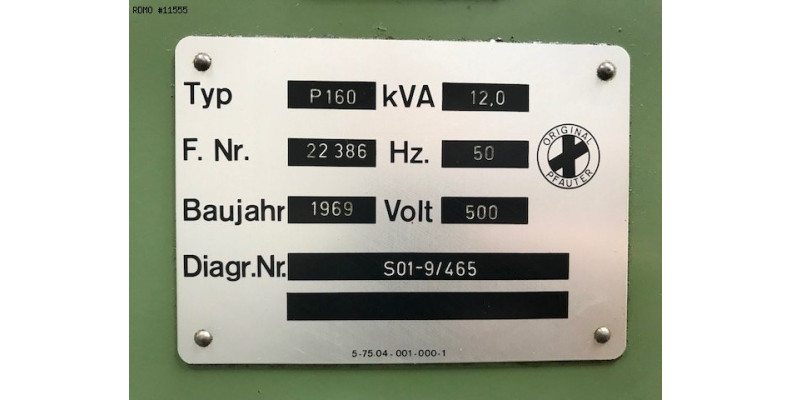 RDMO #11555
Typ P160 kVA 12,0
F. Nr. 22 386 Hz. 50
ORIGINAL
PFAUTER
Baujahr 1969 Volt 500
Diagr.Nr. S01-9/465
5-75.04-001-000-1